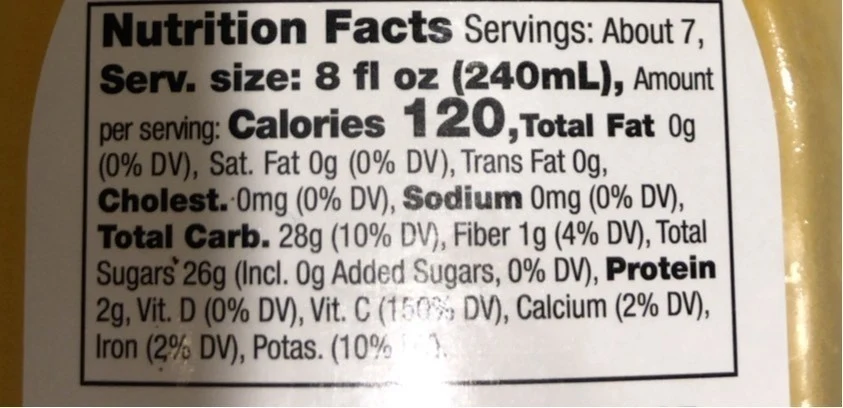 Nutrition Facts Servings: About 7,
Serv. size: 8 fl oz (240mL), Amount
per serving: Calories 120, Total Fat 0g
(0% DV), Sat. Fat 0g (0% DV), Trans Fat 0g,
Cholest. 0mg (0% DV), Sodium 0mg (0% DV),
Total Carb. 28g (10% DV), Fiber 1g (4% DV), Total
Sugars 26g (Incl. 0g Added Sugars, 0% DV), Protein
2g, Vit. D (0% DV), Vit. C (150% DV), Calcium (2% DV),
Iron (2% DV), Potas. (10%